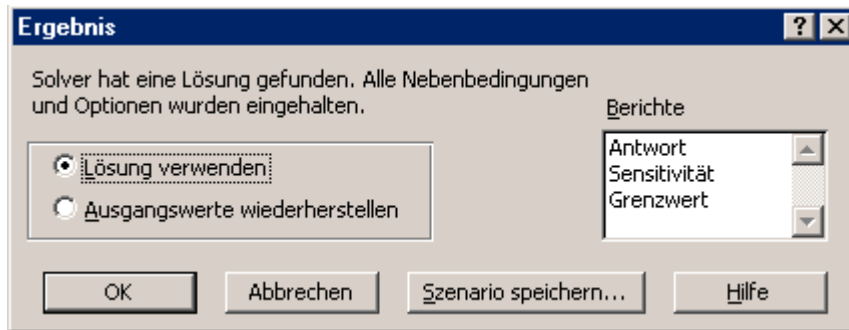 Ergebnis
Solver hat eine Lösung gefunden. Alle Nebenbedingungen
und Optionen wurden eingehalten.
Berichte
Antwort
Sensitivität
Grenzwert
Lösung verwenden
Ausgangswerte wiederherstellen
OK
Abbrechen
Szenario speichern...
Hilfe